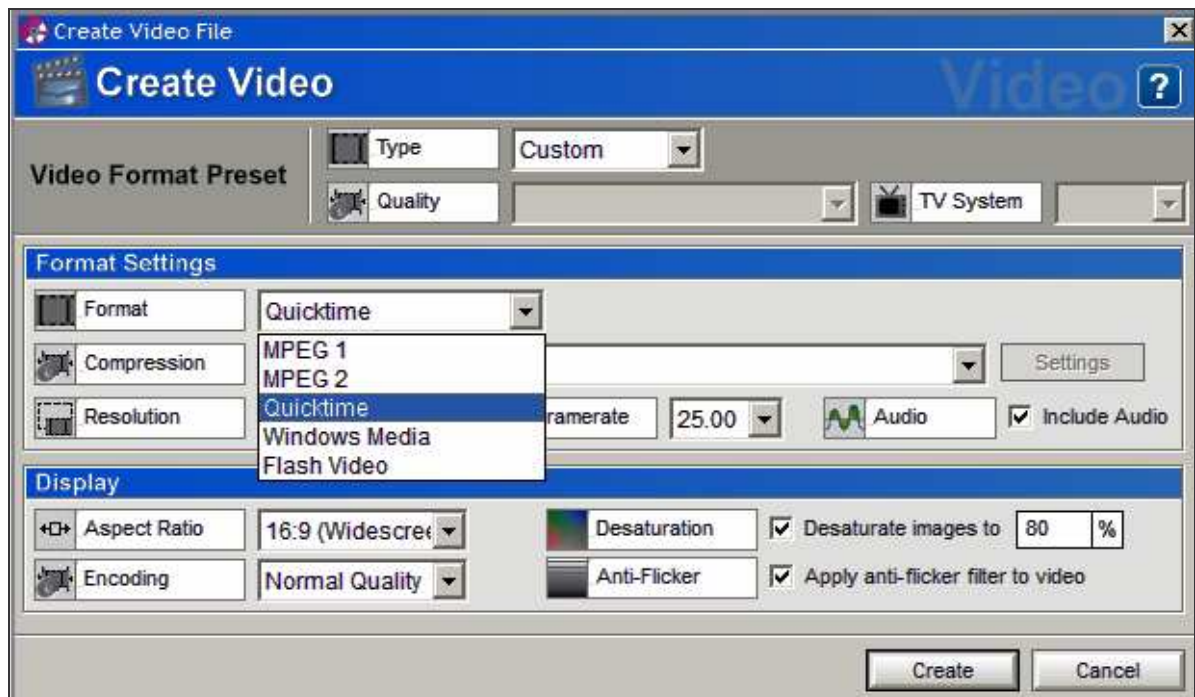 Create Video File
Create Video
Video
?
Video Format Preset
Type
Custom
Quality
TV System
Format Settings
Format
Quicktime
MPEG 1
MPEG 2
Quicktime
Windows Media
Flash Video
Compression
Settings
Resolution
ramerate
25.00
Audio
Include Audio
Display
Aspect Ratio
16:9 (Widescree
Desaturation
Desaturate images to
80
%
Encoding
Normal Quality
Anti-Flicker
Apply anti-flicker filter to video
Create
Cancel